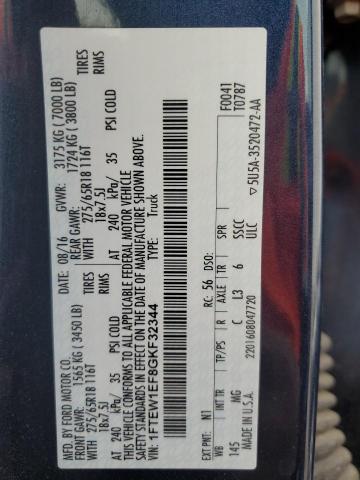 MFD. BY FORD MOTOR CO.
08/16 GVWR: 3175 KG ( 7000 LB)
FRONT GAWR: 1565 KG ( 3450 LB) REAR GAWR: 1724 KG ( 3800 LB)
275/65R18 116T WITH 275/65R18 116T TIRES
18x7.5J WITH 18x7.5J RIMS
AT 240 kPa/ 35 PSI COLD AT 240 kPa/ 35 PSI COLD
THIS VEHICLE CONFORMS TO ALL APPLICABLE FEDERAL MOTOR VEHICLE
SAFETY STANDARDS IN EFFECT ON THE DATE OF MANUFACTURE SHOWN ABOVE.
VIN: 1FTEW1EF8GKF32344
TYPE: Truck
F0041
T0787
EXT PNT: N1 RC: 56 DSO:
WB INT TR TP/PS R AXLE TR SPR
145 MG C L3 6 SSCC
ULC
MADE IN U.S.A. 2201608047720
▽5U5A-3520472-AA